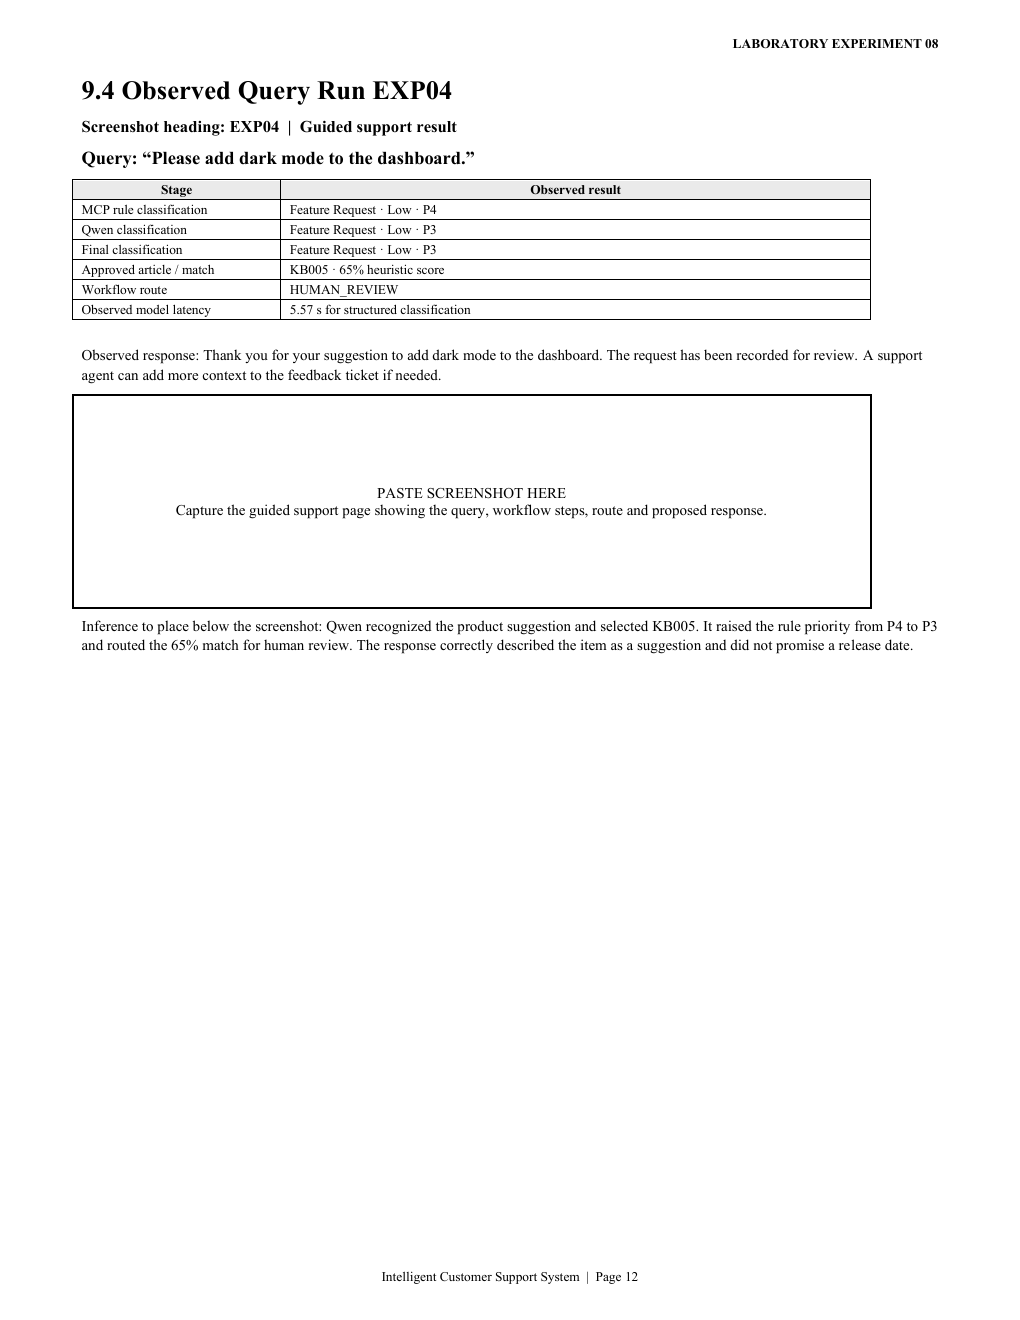 LABORATORY EXPERIMENT 08
9.4 Observed Query Run EXP04
Screenshot heading: EXP04 | Guided support result
Query: “Please add dark mode to the dashboard.”
Stage Observed result
MCP rule classification Feature Request · Low · P4
Qwen classification Feature Request · Low · P3
Final classification Feature Request · Low · P3
Approved article / match KB005 · 65% heuristic score
Workflow route HUMAN_REVIEW
Observed model latency 5.57 s for structured classification
Observed response: Thank you for your suggestion to add dark mode to the dashboard. The request has been recorded for review. A support
agent can add more context to the feedback ticket if needed.
PASTE SCREENSHOT HERE
Capture the guided support page showing the query, workflow steps, route and proposed response.
Inference to place below the screenshot: Qwen recognized the product suggestion and selected KB005. It raised the rule priority from P4 to P3
and routed the 65% match for human review. The response correctly described the item as a suggestion and did not promise a release date.
Intelligent Customer Support System | Page 12